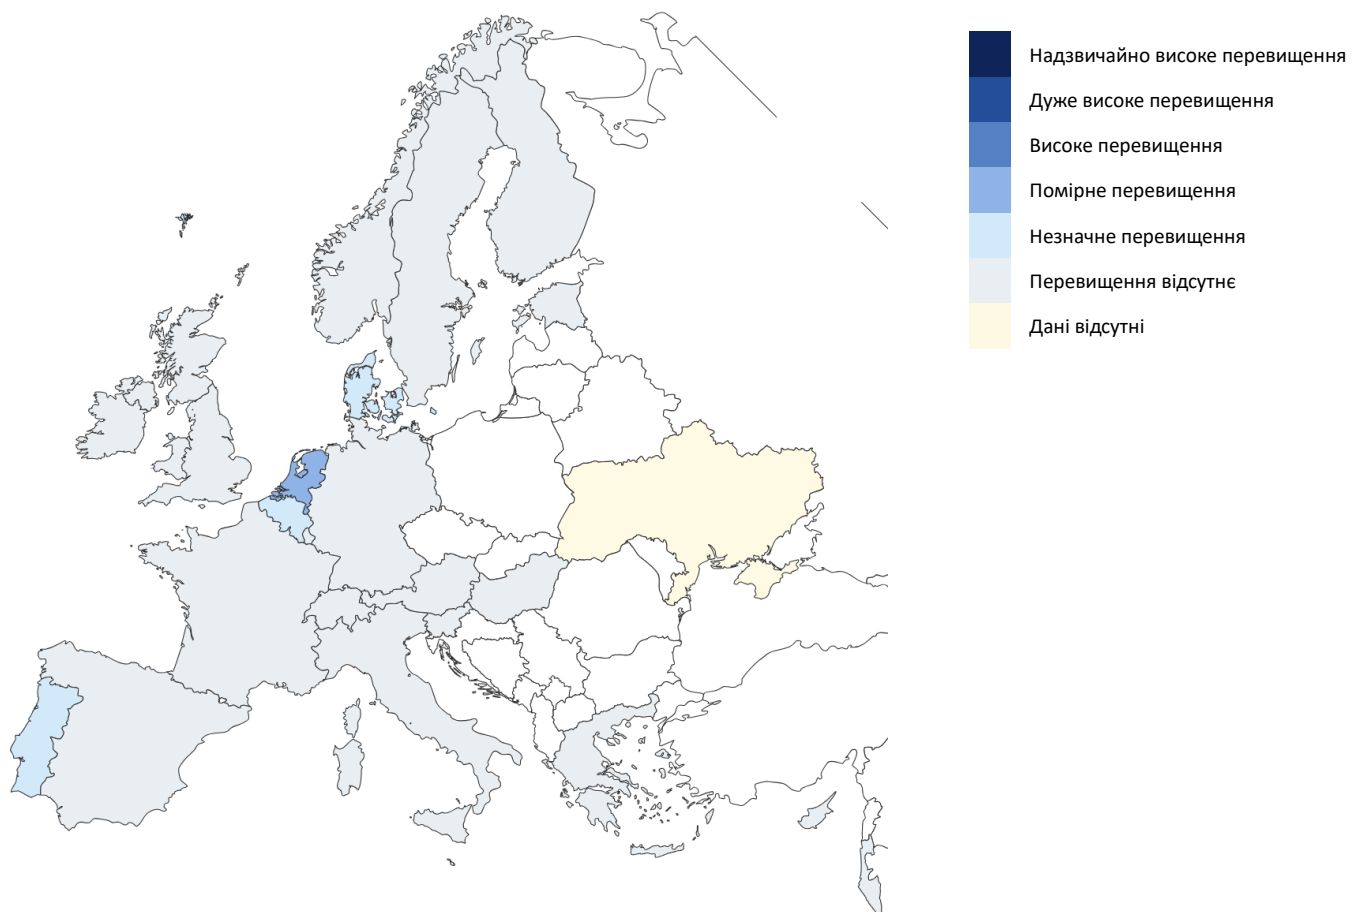 Надзвичайно високе перевищення
Дуже високе перевищення
Високе перевищення
Помірне перевищення
Незначне перевищення
Перевищення відсутнє
Дані відсутні